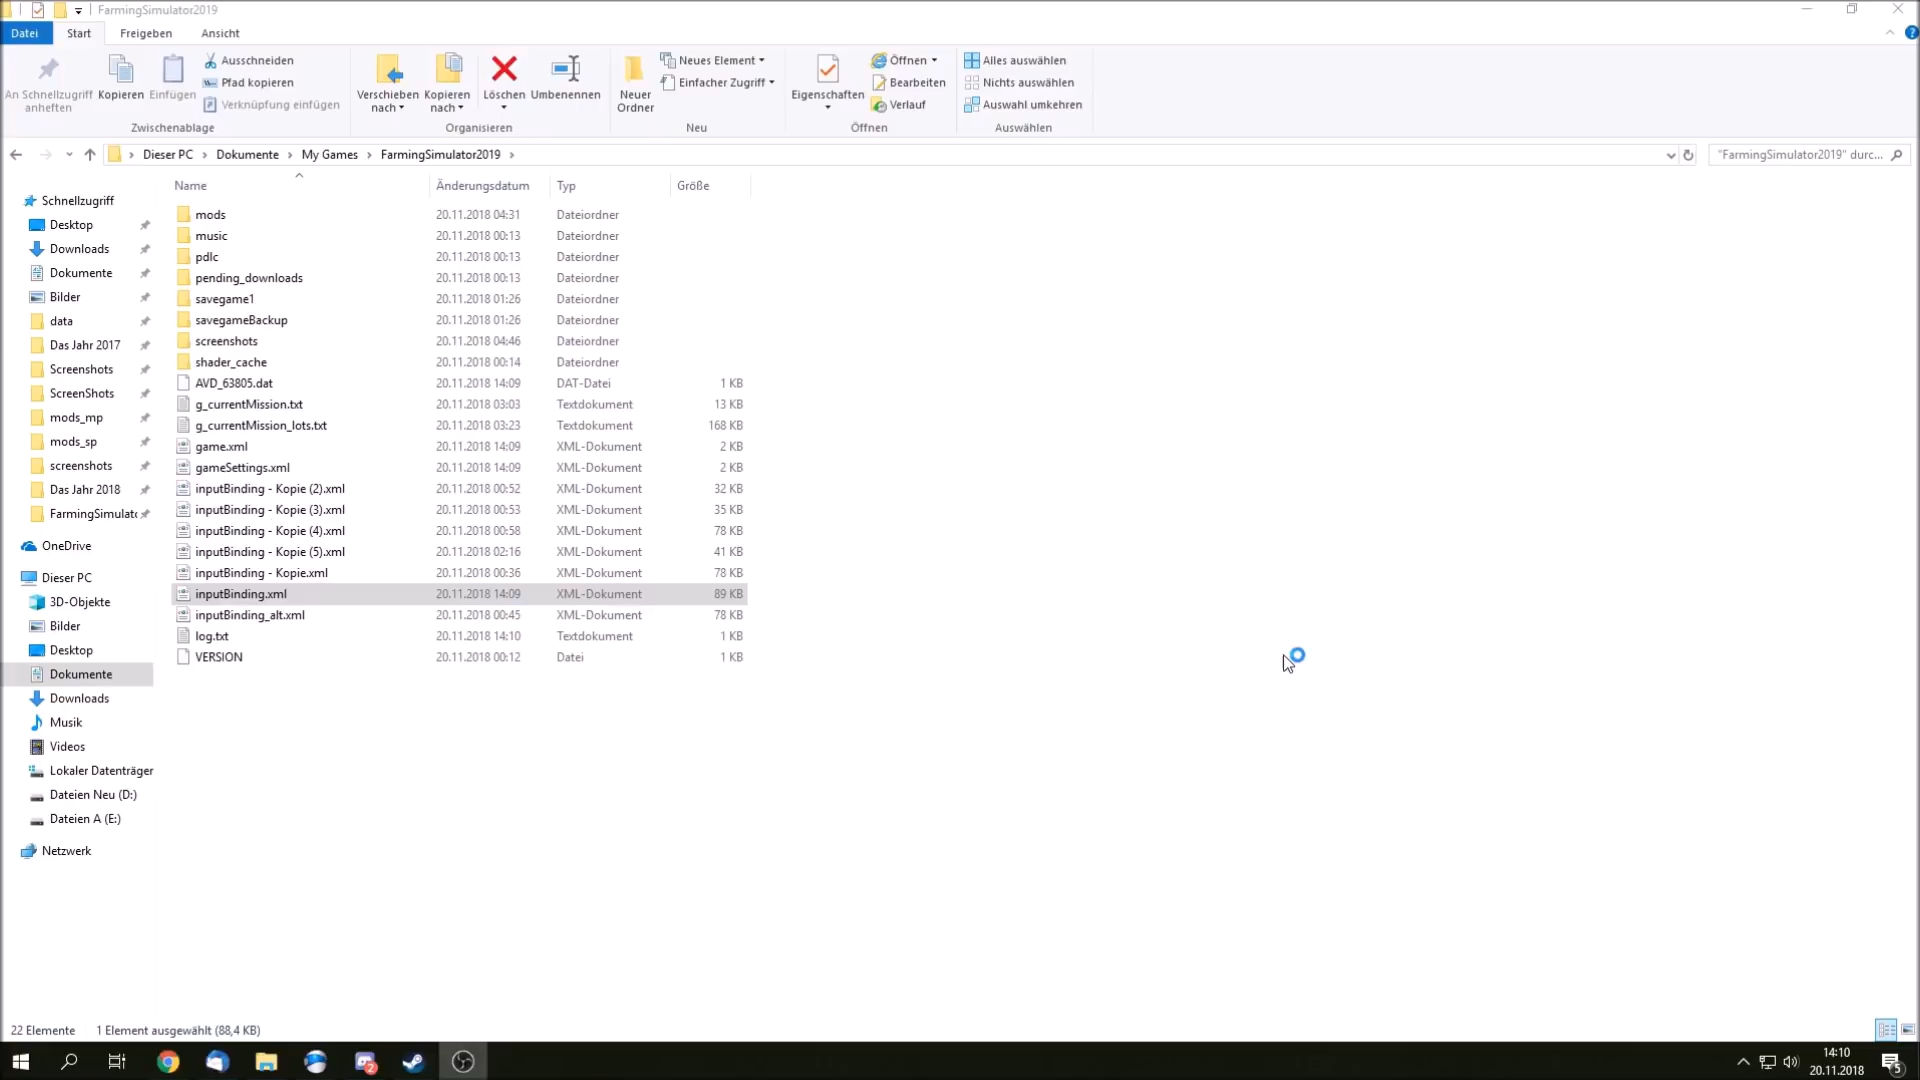 FarmingSimulator2019
Datei Start Freigeben Ansicht
An Schnellzugriff anheften
Kopieren
Einfügen
Ausschneiden
Pfad kopieren
Verknüpfung einfügen
Zwischenablage
Verschieben nach
Kopieren nach
Löschen
Umbenennen
Organisieren
Neuer Ordner
Neues Element
Einfacher Zugriff
Neu
Eigenschaften
Öffnen
Bearbeiten
Verlauf
Öffnen
Alles auswählen
Nichts auswählen
Auswahl umkehren
Auswählen
Dieser PC > Dokumente > My Games > FarmingSimulator2019 >
"FarmingSimulator2019" durc...
Schnellzugriff
Desktop
Downloads
Dokumente
Bilder
data
Das Jahr 2017
Screenshots
ScreenShots
mods_mp
mods_sp
screenshots
Das Jahr 2018
FarmingSimulato
OneDrive
Dieser PC
3D-Objekte
Bilder
Desktop
Dokumente
Downloads
Musik
Videos
Lokaler Datenträger
Dateien Neu (D:)
Dateien A (E:)
Netzwerk
Name Änderungsdatum Typ Größe
mods 20.11.2018 04:31 Dateiordner
music 20.11.2018 00:13 Dateiordner
pdlc 20.11.2018 00:13 Dateiordner
pending_downloads 20.11.2018 00:13 Dateiordner
savegame1 20.11.2018 01:26 Dateiordner
savegameBackup 20.11.2018 01:26 Dateiordner
screenshots 20.11.2018 04:46 Dateiordner
shader_cache 20.11.2018 00:14 Dateiordner
AVD_63805.dat 20.11.2018 14:09 DAT-Datei 1 KB
g_currentMission.txt 20.11.2018 03:03 Textdokument 13 KB
g_currentMission_lots.txt 20.11.2018 03:23 Textdokument 168 KB
game.xml 20.11.2018 14:09 XML-Dokument 2 KB
gameSettings.xml 20.11.2018 14:09 XML-Dokument 2 KB
inputBinding - Kopie (2).xml 20.11.2018 00:52 XML-Dokument 32 KB
inputBinding - Kopie (3).xml 20.11.2018 00:53 XML-Dokument 35 KB
inputBinding - Kopie (4).xml 20.11.2018 00:58 XML-Dokument 78 KB
inputBinding - Kopie (5).xml 20.11.2018 02:16 XML-Dokument 41 KB
inputBinding - Kopie.xml 20.11.2018 00:36 XML-Dokument 78 KB
inputBinding.xml 20.11.2018 14:09 XML-Dokument 89 KB
inputBinding_alt.xml 20.11.2018 00:45 XML-Dokument 78 KB
log.txt 20.11.2018 14:10 Textdokument 1 KB
VERSION 20.11.2018 00:12 Datei 1 KB
22 Elemente 1 Element ausgewählt (88,4 KB)
2
14:10
20.11.2018
5